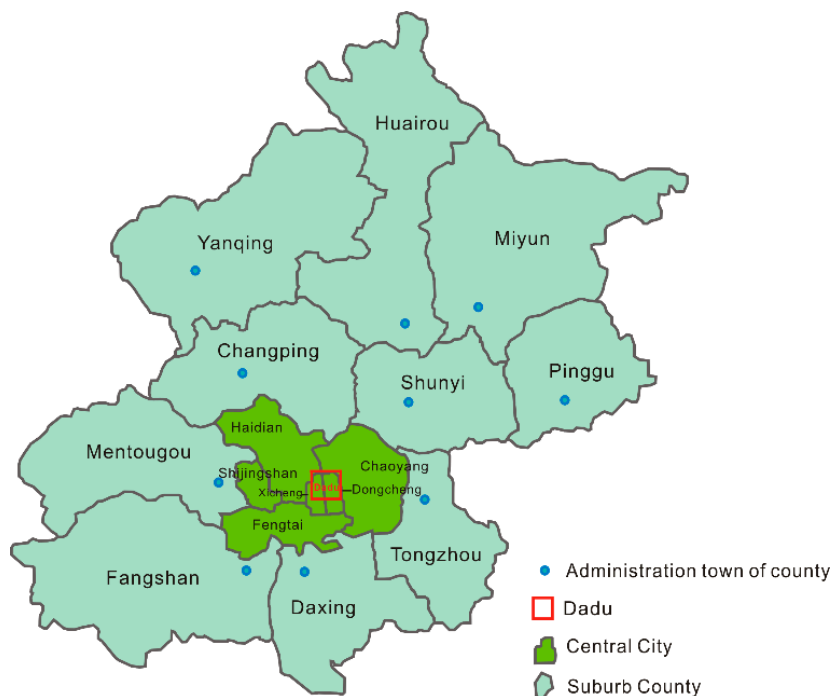 Huairou
Yanqing
Miyun
Changping
Shunyi
Pinggu
Haidian
Mentougou
Chaoyang
Shijingshan
Xicheng
Dadu
Dongcheng
Fengtai
Tongzhou
Fangshan
Daxing
Administration town of county
Dadu
Central City
Suburb County